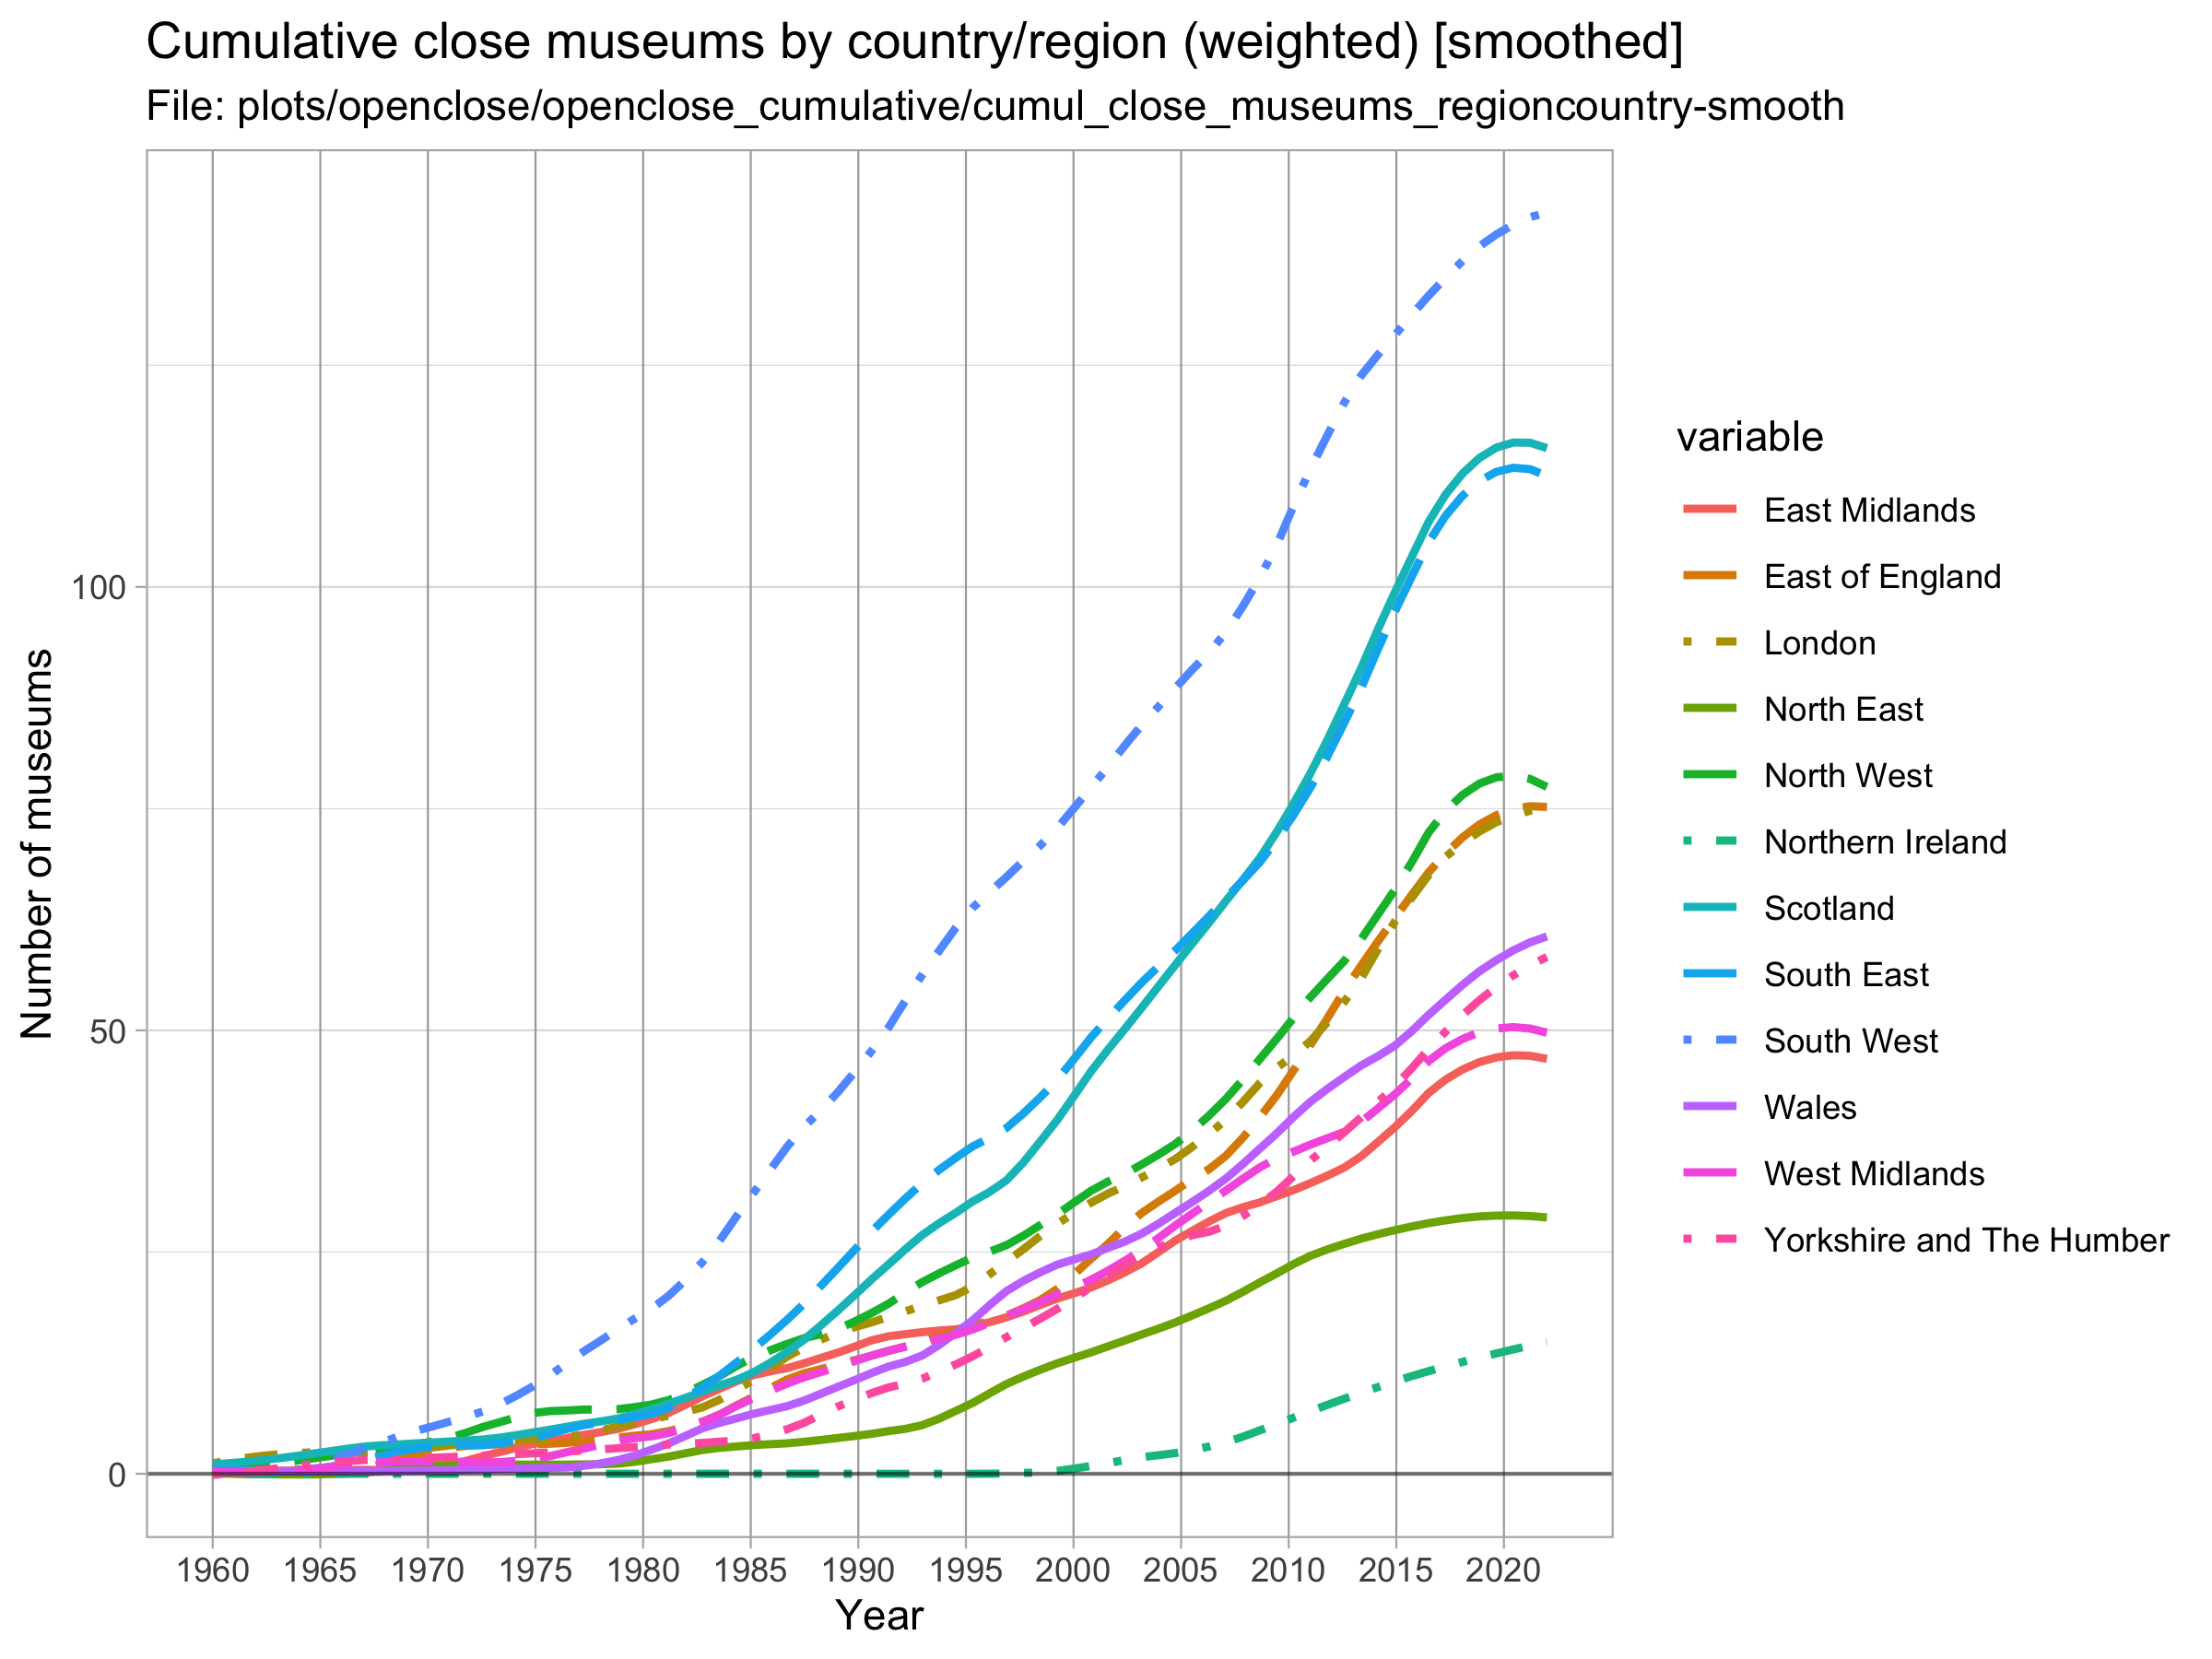 Cumulative close museums by country/region (weighted) [smoothed]
File: plots/openclose/openclose_cumulative/cumul_close_museums_regioncountry-smooth
Number of museums
100
50
0
1960 1965 1970 1975 1980 1985 1990 1995 2000 2005 2010 2015 2020
Year
variable
East Midlands
East of England
London
North East
North West
Northern Ireland
Scotland
South East
South West
Wales
West Midlands
Yorkshire and The Humber